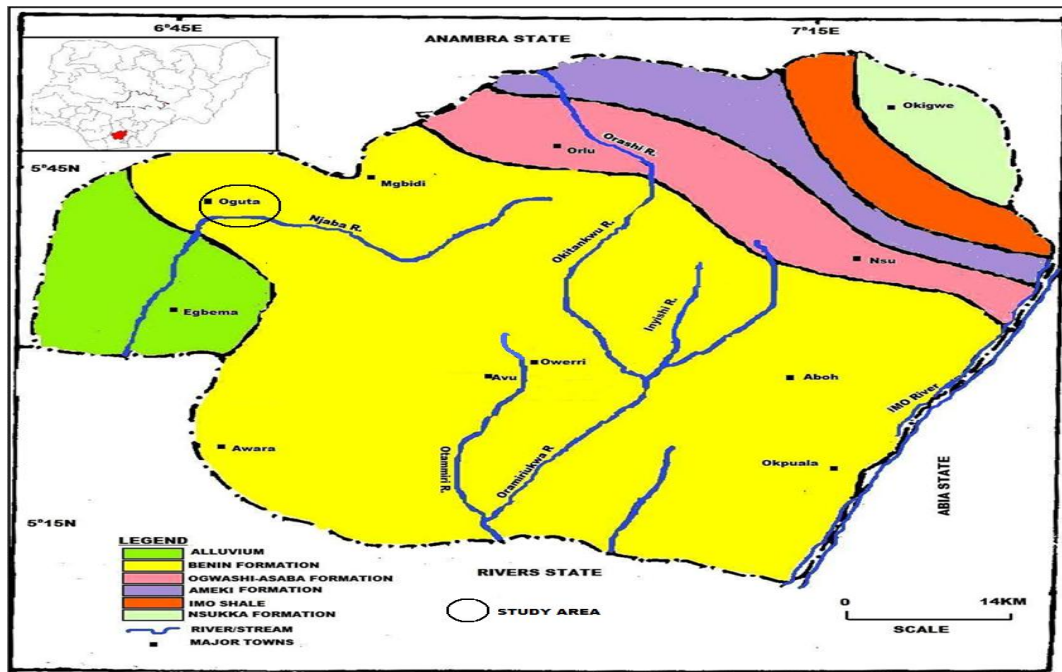 6°45E
7°15E
ANAMBRA STATE
Okigwe
Orlu
Orashi R.
5°45N
Mgbidi
Oguta
Njaba R.
Okitankwu R.
Nsu
Egbema
Inyishi R.
Owerri
Avu
Aboh
IMO River
Awara
Otammiri R.
Oramiriukwa R
Okpuala
ABIA STATE
5°15N
RIVERS STATE
LEGEND
ALLUVIUM
BENIN FORMATION
OGWASHI-ASABA FORMATION
AMEKI FORMATION
IMO SHALE
NSUKKA FORMATION
RIVER/STREAM
MAJOR TOWNS
STUDY AREA
0 14KM
SCALE